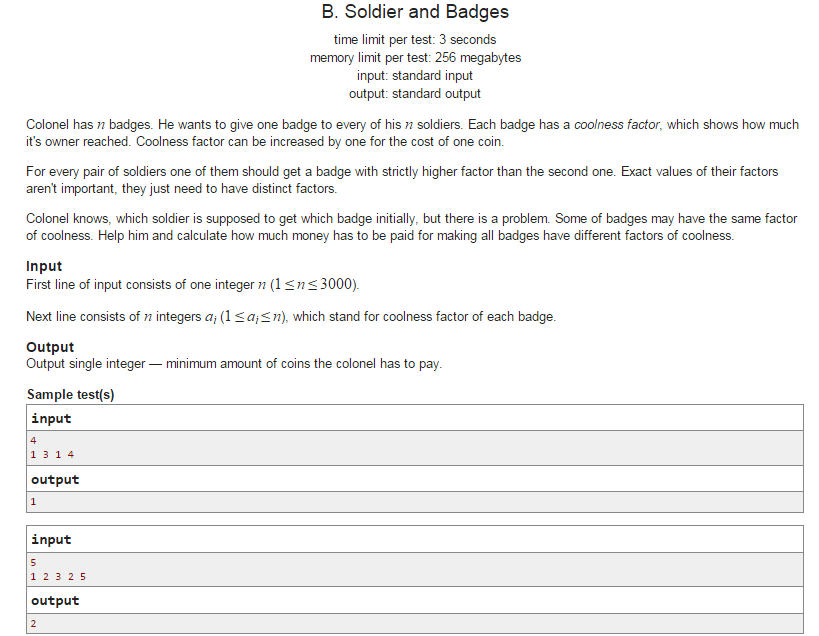 B. Soldier and Badges
time limit per test: 3 seconds
memory limit per test: 256 megabytes
input: standard input
output: standard output
Colonel has n badges. He wants to give one badge to every of his n soldiers. Each badge has a coolness factor, which shows how much
it's owner reached. Coolness factor can be increased by one for the cost of one coin.
For every pair of soldiers one of them should get a badge with strictly higher factor than the second one. Exact values of their factors
aren't important, they just need to have distinct factors.
Colonel knows, which soldier is supposed to get which badge initially, but there is a problem. Some of badges may have the same factor
of coolness. Help him and calculate how much money has to be paid for making all badges have different factors of coolness.
Input
First line of input consists of one integer n (1 ≤ n ≤ 3000).
Next line consists of n integers aᵢ (1 ≤ aᵢ ≤ n), which stand for coolness factor of each badge.
Output
Output single integer — minimum amount of coins the colonel has to pay.
Sample test(s)
input
4
1 3 1 4
output
1
input
5
1 2 3 2 5
output
2